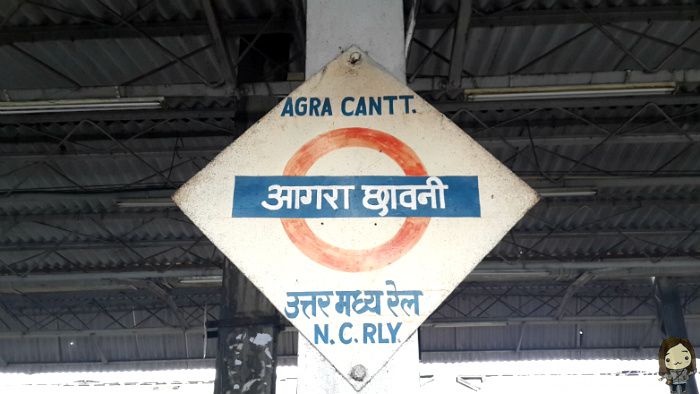 AGRA CANTT.
आगरा छावनी
उत्तर मध्य रेल
N.C.RLY